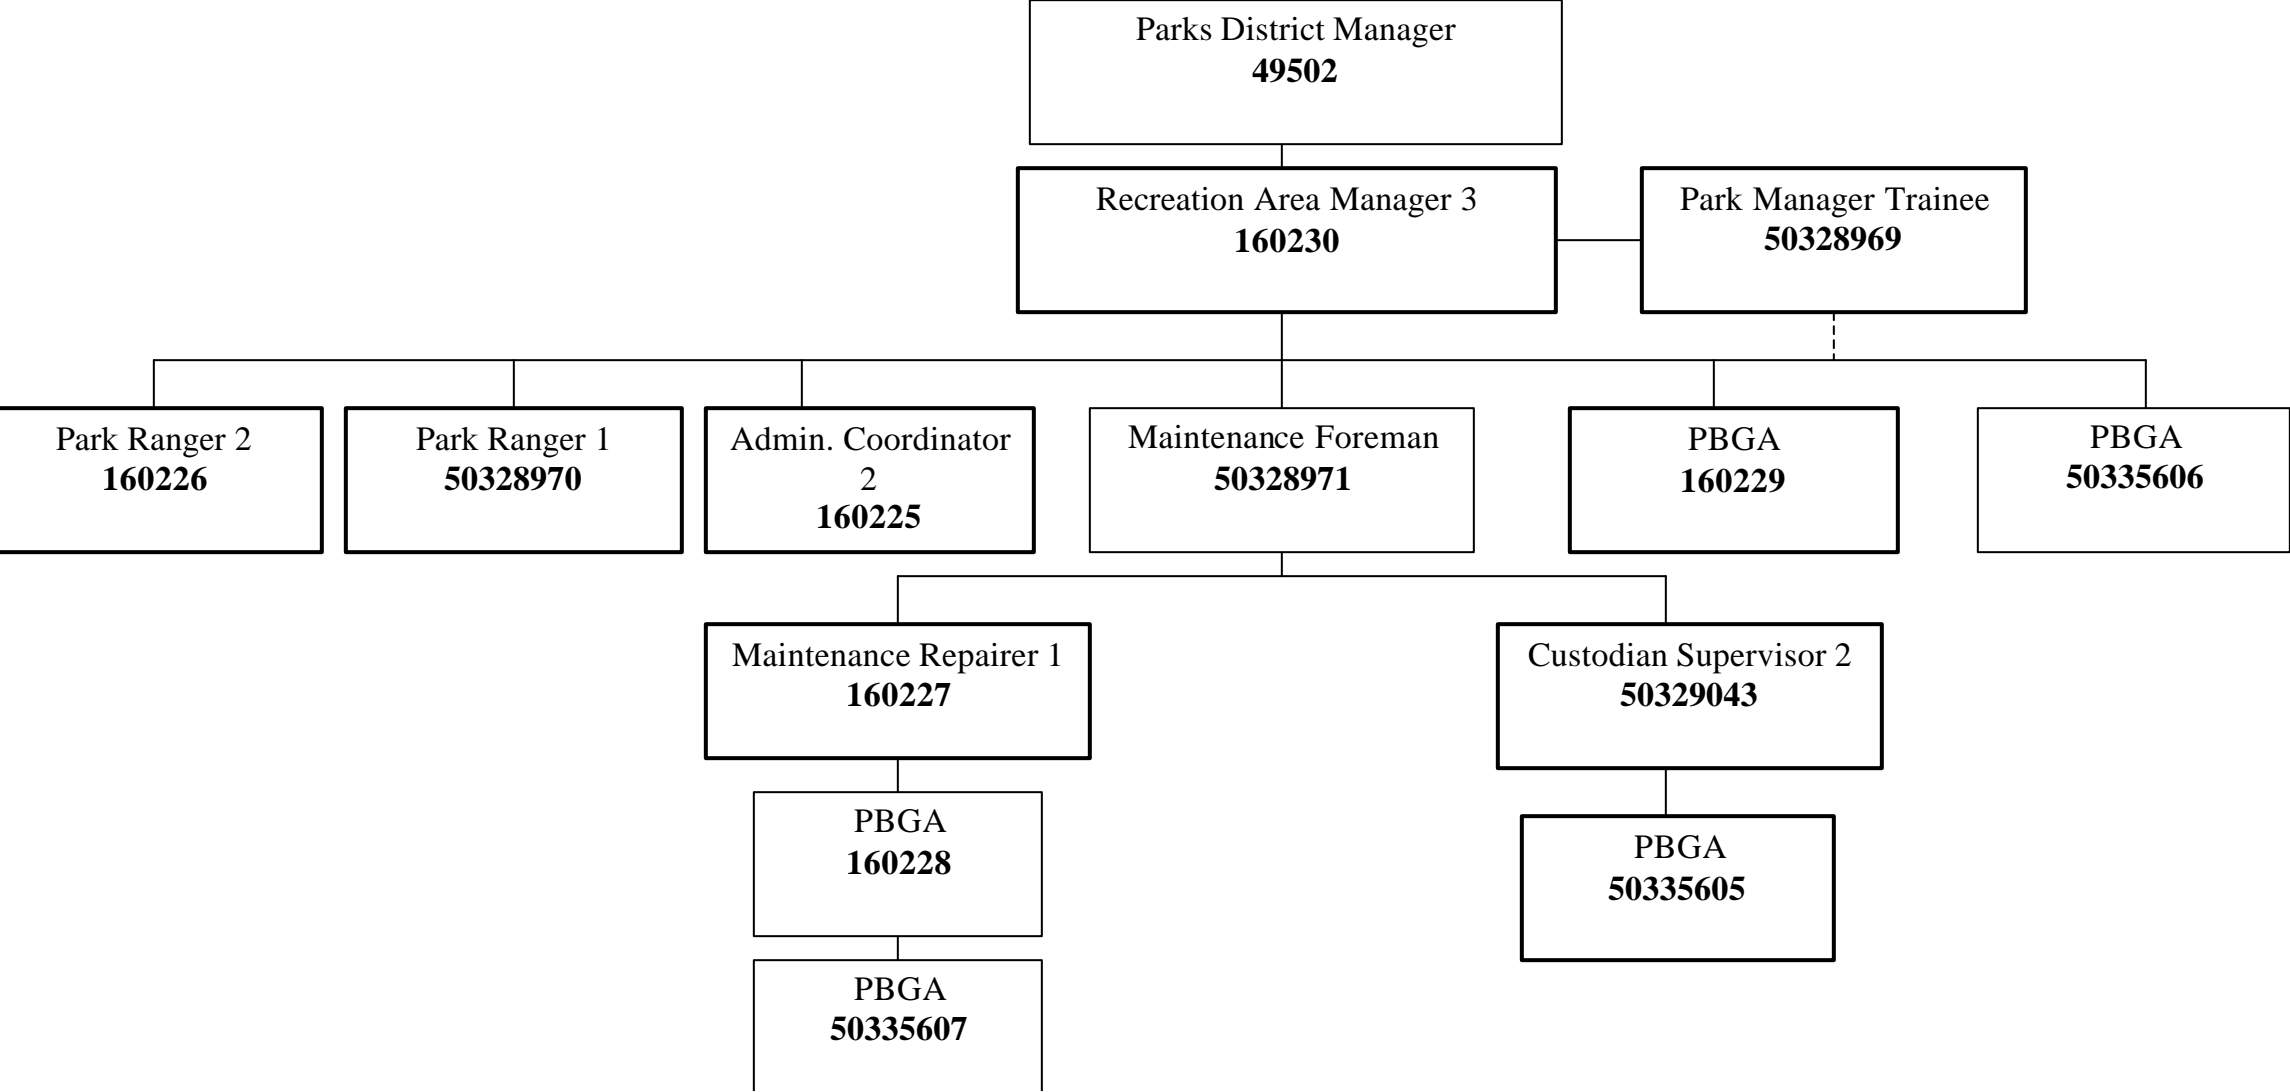 Parks District Manager
49502
Recreation Area Manager 3
160230
Park Manager Trainee
50328969
Park Ranger 2
160226
Park Ranger 1
50328970
Admin. Coordinator
2
160225
Maintenance Foreman
50328971
PBGA
160229
PBGA
50335606
Maintenance Repairer 1
160227
Custodian Supervisor 2
50329043
PBGA
160228
PBGA
50335605
PBGA
50335607